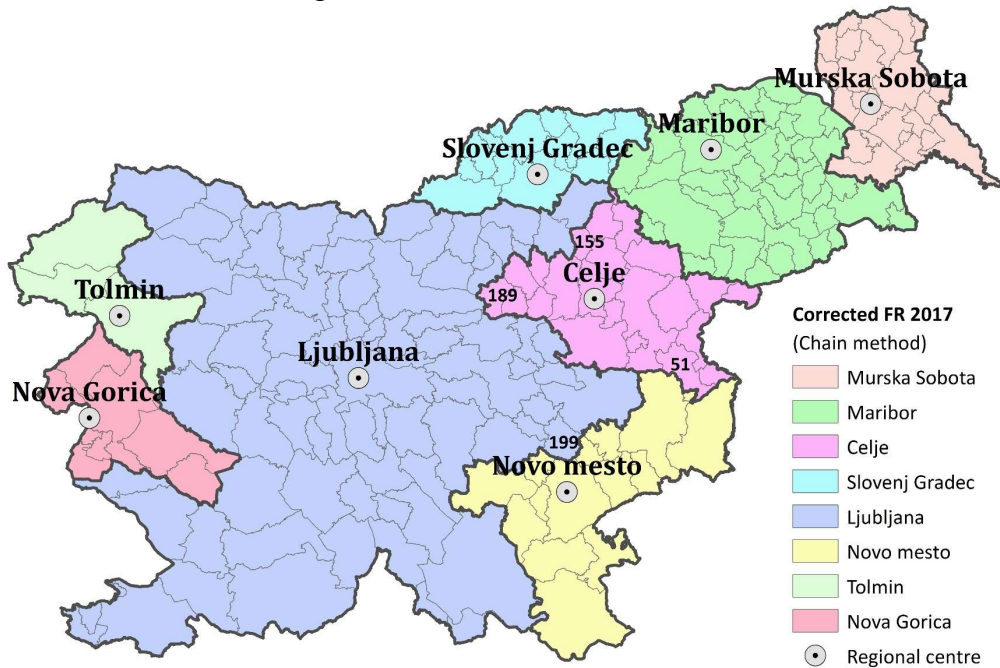 Murska Sobota
Maribor
Slovenj Gradec
155
Celje
189
Tolmin
Ljubljana
51
Nova Gorica
199
Novo mesto
Corrected FR 2017
(Chain method)
Murska Sobota
Maribor
Celje
Slovenj Gradec
Ljubljana
Novo mesto
Tolmin
Nova Gorica
Regional centre